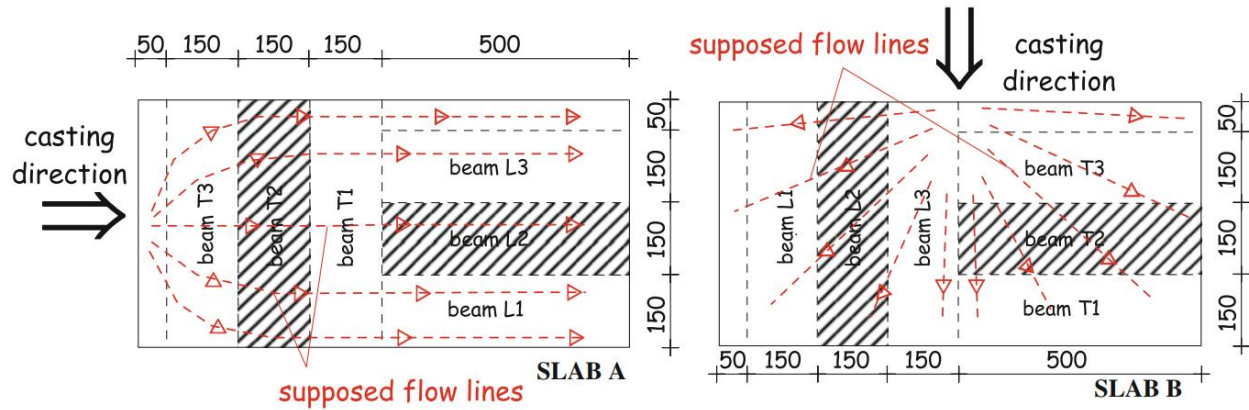 50 150 150 150 500
casting
direction
beam T3
beam T2
beam T1
beam L3
beam L2
beam L1
50
150
150
150
supposed flow lines
SLAB A
supposed flow lines
casting
direction
beam L1
beam L2
beam L3
beam T3
beam T2
beam T1
50
150
150
150
50 150 150 150 500
SLAB B